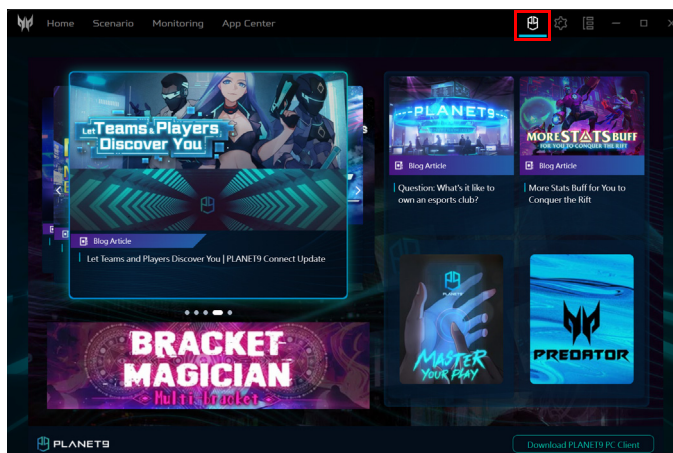 Home Scenario Monitoring App Center
Let Teams & Players
Discover You
Blog Article
Let Teams and Players Discover You | PLANET9 Connect Update
PLANET9
Blog Article
Question: What's it like to
own an esports club?
MORE STATS BUFF
FOR YOU TO CONQUER THE RIFT
Blog Article
More Stats Buff for You to
Conquer the Rift
BRACKET
MAGICIAN
Multi Bracket
PLANET9
MASTER
YOUR PLAY
PREDATOR
PLANET9
Download PLANET9 PC Client